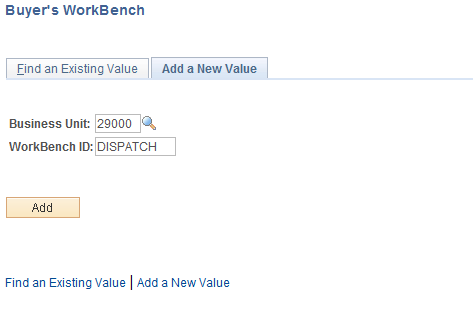 Buyer's WorkBench
Find an Existing Value Add a New Value
Business Unit: 29000
WorkBench ID: DISPATCH
Add
Find an Existing Value | Add a New Value